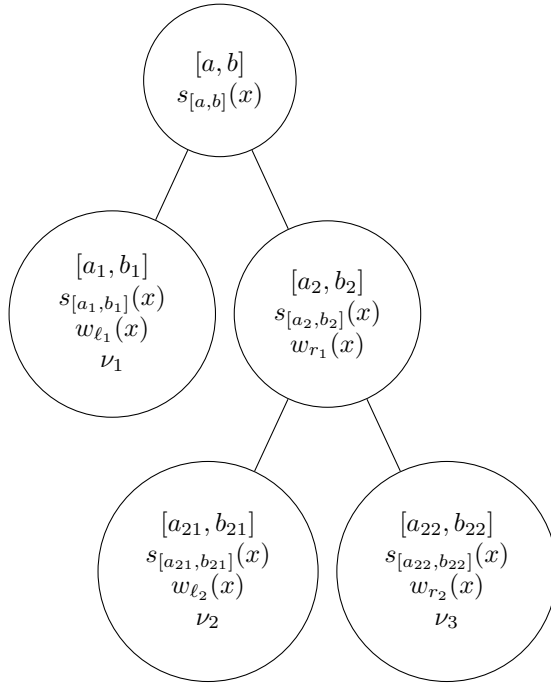 [a, b]
s_{[a,b]}(x)
[a_1, b_1]
s_{[a_1,b_1]}(x)
w_{ℓ_1}(x)
ν_1
[a_2, b_2]
s_{[a_2,b_2]}(x)
w_{r_1}(x)
[a_{21}, b_{21}]
s_{[a_{21},b_{21}]}(x)
w_{ℓ_2}(x)
ν_2
[a_{22}, b_{22}]
s_{[a_{22},b_{22}]}(x)
w_{r_2}(x)
ν_3